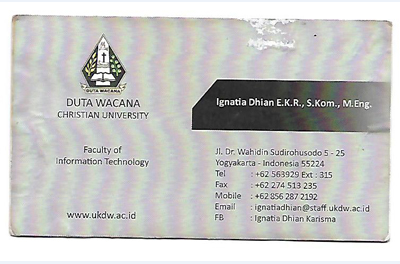 DUTA WACANA
DUTA WACANA
CHRISTIAN UNIVERSITY
Faculty of
Information Technology
www.ukdw.ac.id
Ignatia Dhian E.K.R., S.Kom., M.Eng.
Jl. Dr. Wahidin Sudirohusodo 5 - 25
Yogyakarta - Indonesia 55224
Tel : +62 563929 Ext : 315
Fax : +62 274 513 235
Mobile : +62 856 287 2192
Email : ignatiadhian@staff.ukdw.ac.id
FB : Ignatia Dhian Karisma